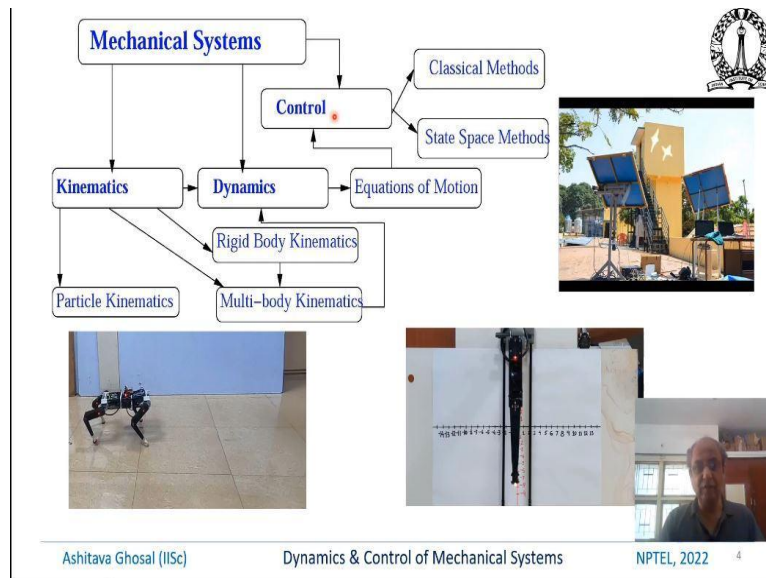 Mechanical Systems
Classical Methods
Control
State Space Methods
Kinematics
Dynamics
Equations of Motion
Rigid Body Kinematics
Particle Kinematics
Multi-body Kinematics
Ashitava Ghosal (IISc)
Dynamics & Control of Mechanical Systems
NPTEL, 2022
4